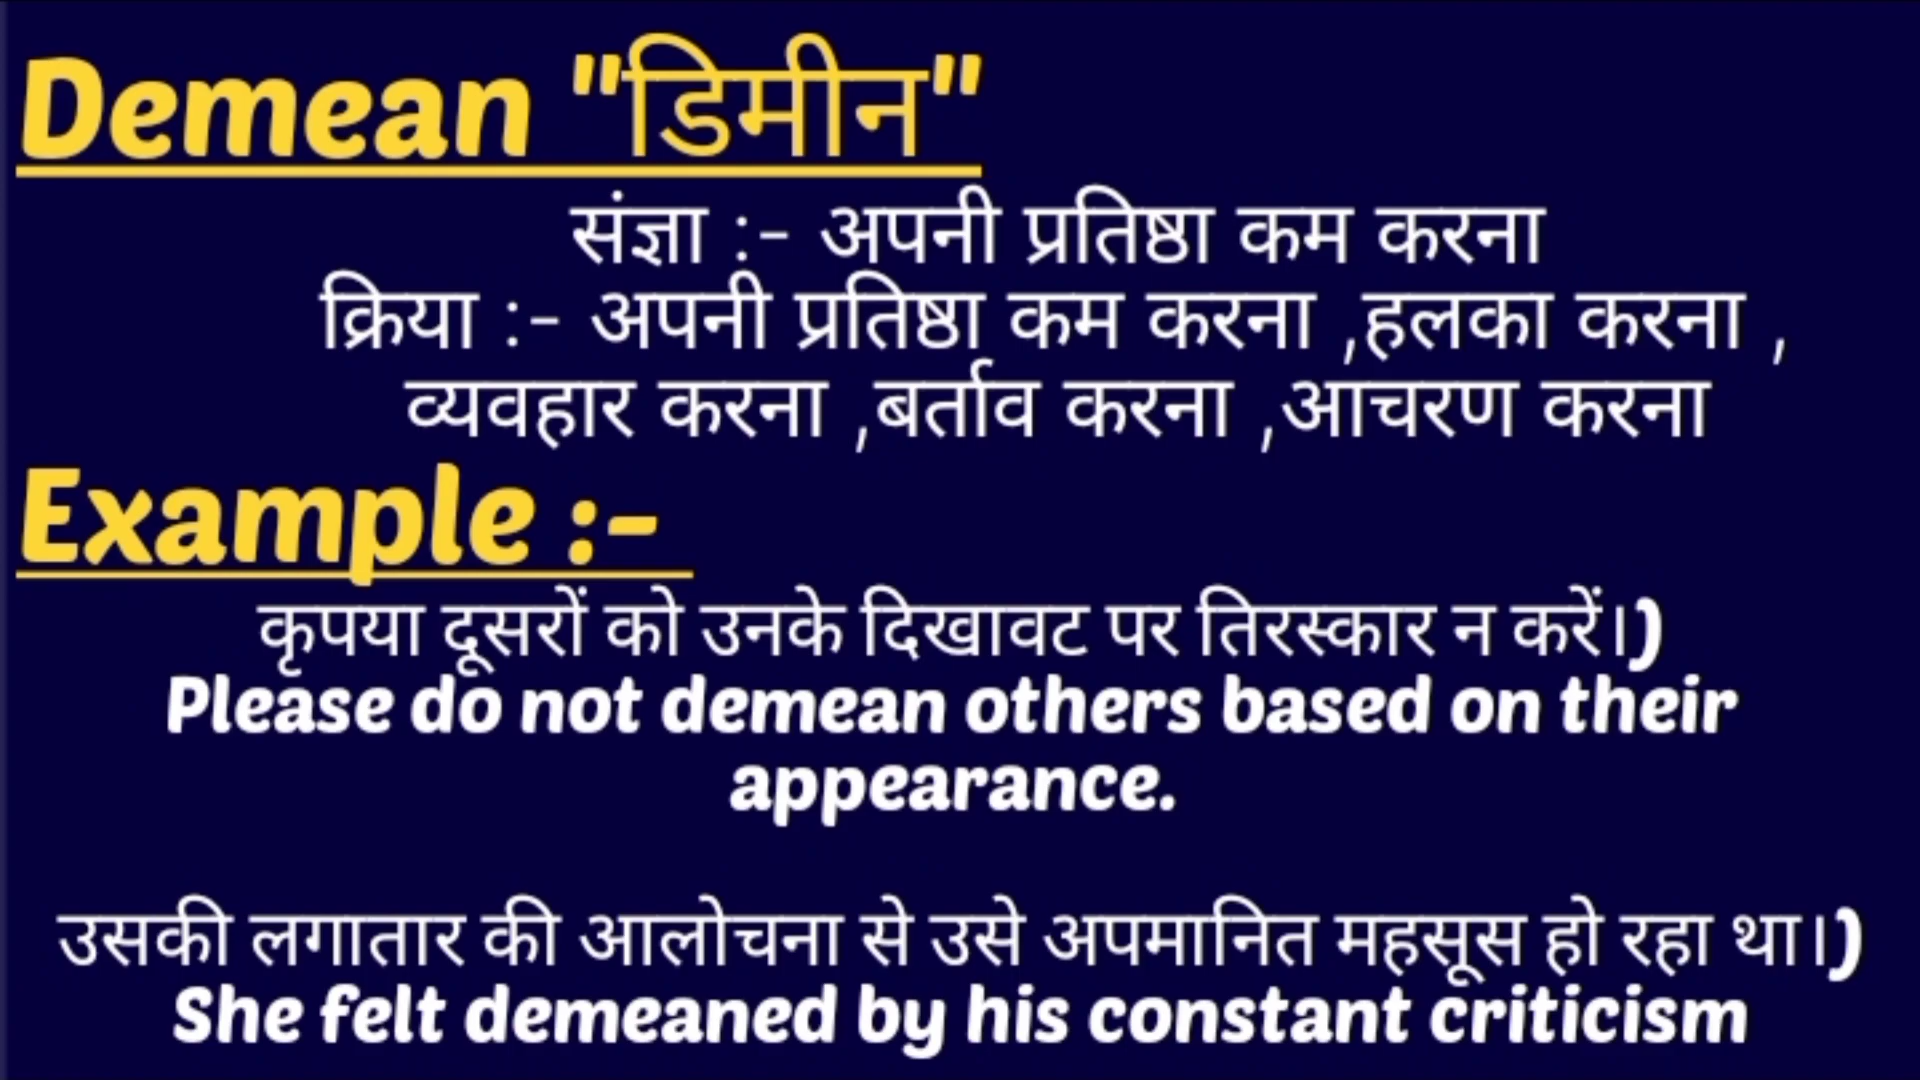 Demean "डिमीन"
संज्ञा :- अपनी प्रतिष्ठा कम करना
क्रिया :- अपनी प्रतिष्ठा कम करना ,हलका करना ,
व्यवहार करना ,बर्ताव करना ,आचरण करना
Example :-
कृपया दूसरों को उनके दिखावट पर तिरस्कार न करें।)
Please do not demean others based on their
appearance.
उसकी लगातार की आलोचना से उसे अपमानित महसूस हो रहा था।)
She felt demeaned by his constant criticism